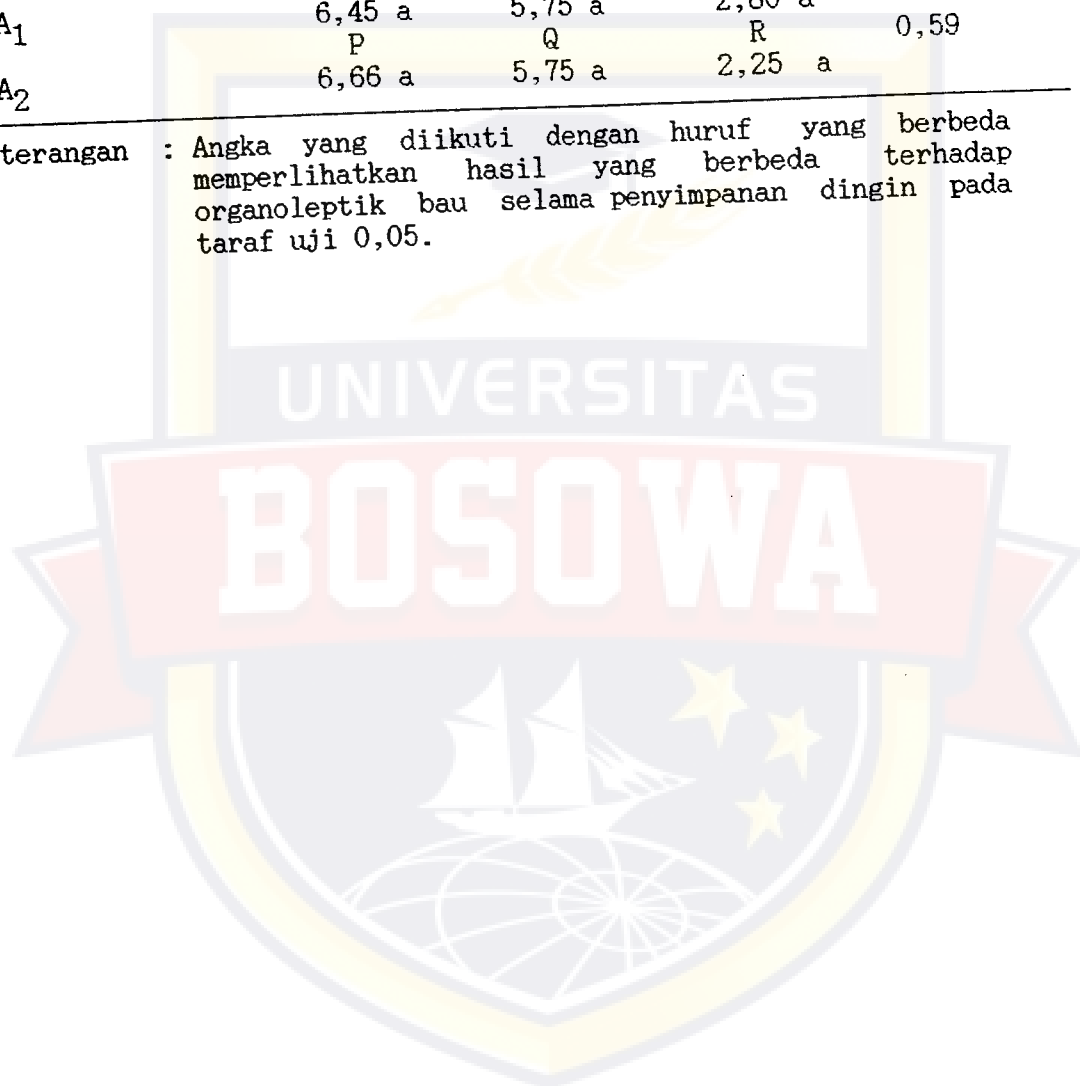 A1 6,45 a 5,75 a 2,80 a
P Q R 0,59
A2 6,66 a 5,75 a 2,25 a
terangan : Angka yang diikuti dengan huruf yang berbeda
memperlihatkan hasil yang berbeda terhadap
organoleptik bau selama penyimpanan dingin pada
taraf uji 0,05.
UNIVERSITAS
BOSOWA